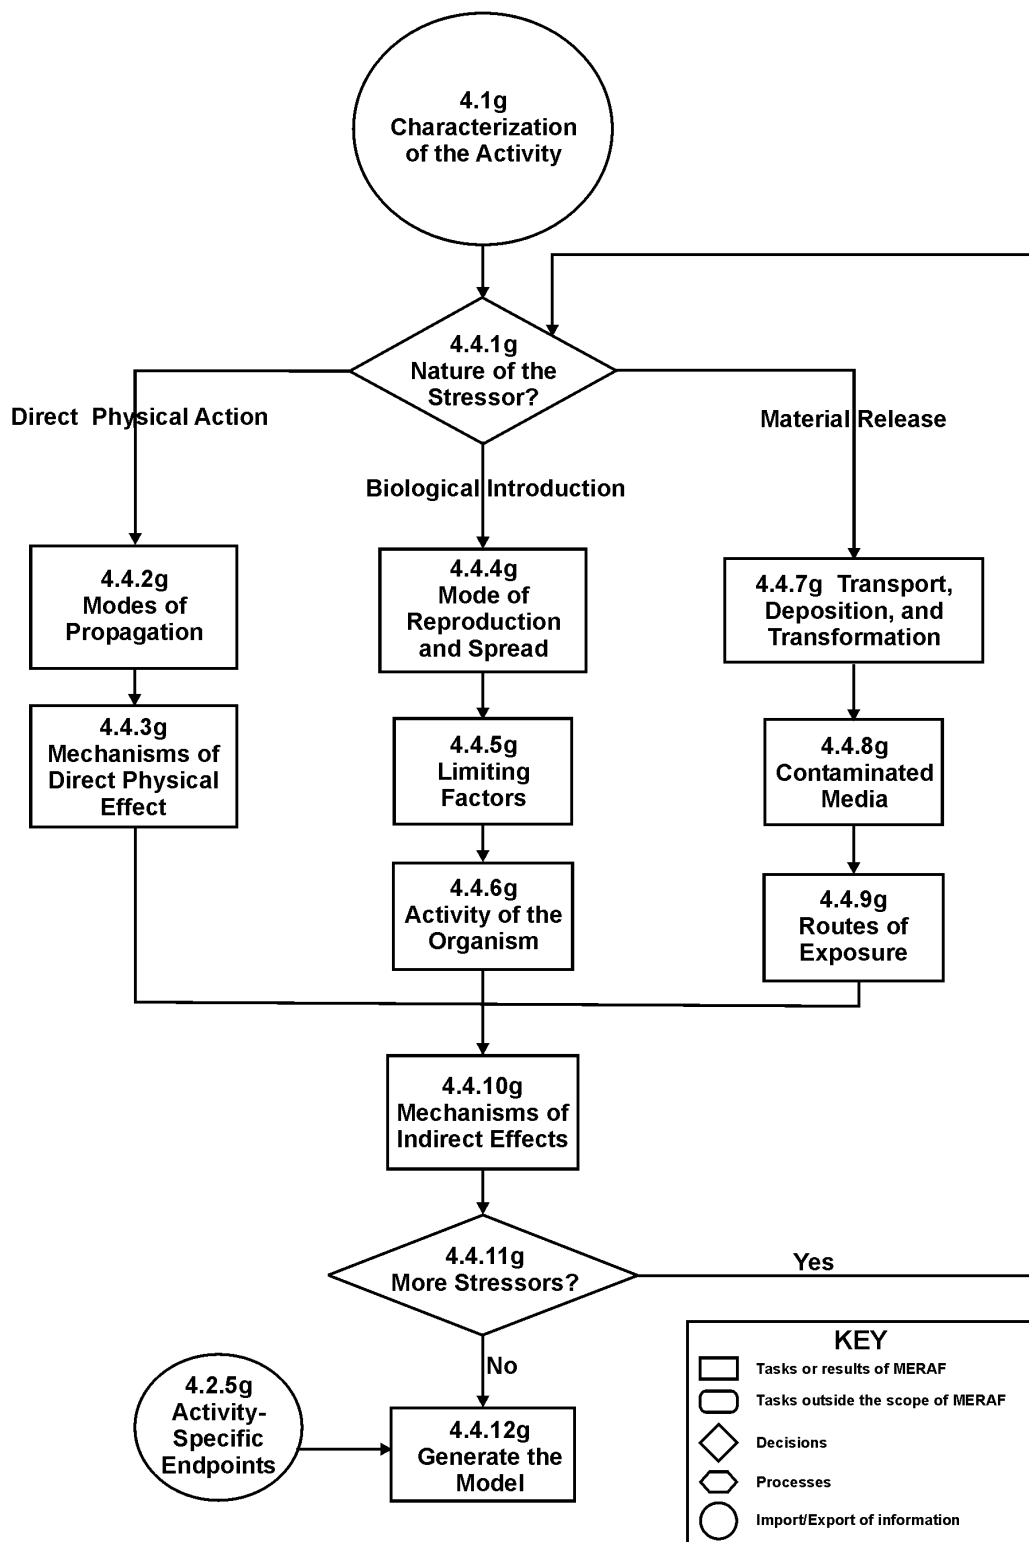 4.1g
Characterization
of the Activity
4.4.1g
Nature of the
Stressor?
Direct  Physical Action
Material Release
Biological Introduction
4.4.2g
Modes of
Propagation
4.4.4g
Mode of
Reproduction
and Spread
4.4.7g  Transport,
Deposition, and
Transformation
4.4.3g
Mechanisms of
Direct Physical
Effect
4.4.5g
Limiting
Factors
4.4.8g
Contaminated
Media
4.4.6g
Activity of the
Organism
4.4.9g
Routes of
Exposure
4.4.10g
Mechanisms of
Indirect Effects
4.4.11g
More Stressors?
Yes
No
4.2.5g
Activity-
Specific
Endpoints
4.4.12g
Generate the
Model
KEY
Tasks or results of MERAF
Tasks outside the scope of MERAF
Decisions
Processes
Import/Export of information